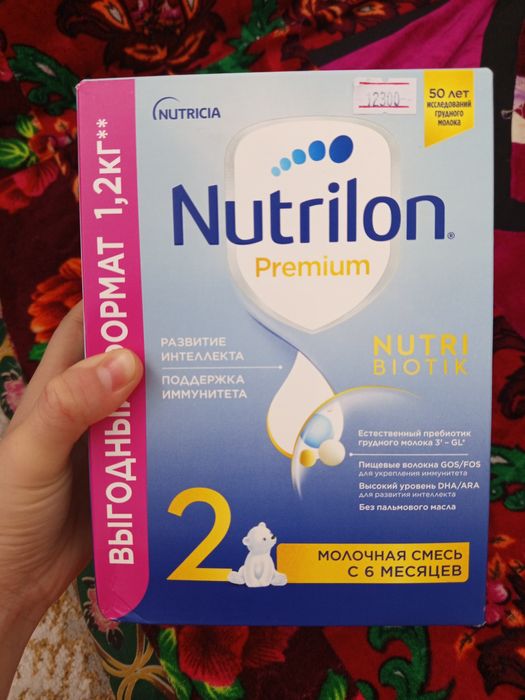 NUTRICIA
12300
50 ЛЕТ
ИССЛЕДОВАНИЙ
ГРУДНОГО
МОЛОКА
Nutrilon®
Premium
ВЫГОДНЫЙ ФОРМАТ 1,2КГ**
РАЗВИТИЕ
ИНТЕЛЛЕКТА
ПОДДЕРЖКА
ИММУНИТЕТА
NUTRI
BIOTIK
Естественный пребиотик
грудного молока 3' – GL*
Пищевые волокна GOS/FOS
для укрепления иммунитета
Высокий уровень DHA/ARA
для развития интеллекта
Без пальмового масла
2
МОЛОЧНАЯ СМЕСЬ
С 6 МЕСЯЦЕВ